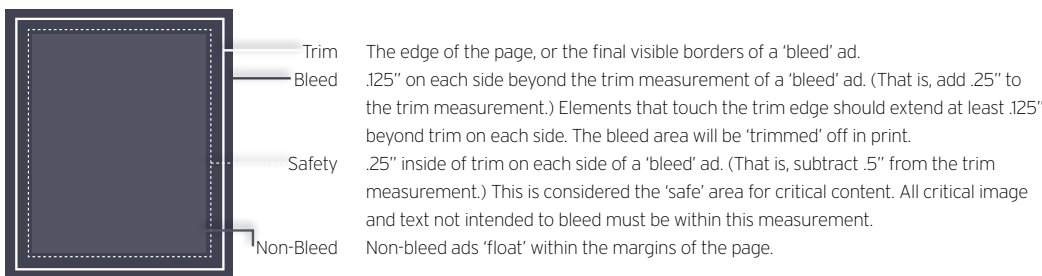 Trim The edge of the page, or the final visible borders of a ‘bleed’ ad.
Bleed .125” on each side beyond the trim measurement of a ‘bleed’ ad. (That is, add .25” to
the trim measurement.) Elements that touch the trim edge should extend at least .125”
beyond trim on each side. The bleed area will be ‘trimmed’ off in print.
Safety .25” inside of trim on each side of a ‘bleed’ ad. (That is, subtract .5” from the trim
measurement.) This is considered the ‘safe’ area for critical content. All critical image
and text not intended to bleed must be within this measurement.
Non-Bleed Non-bleed ads ‘float’ within the margins of the page.